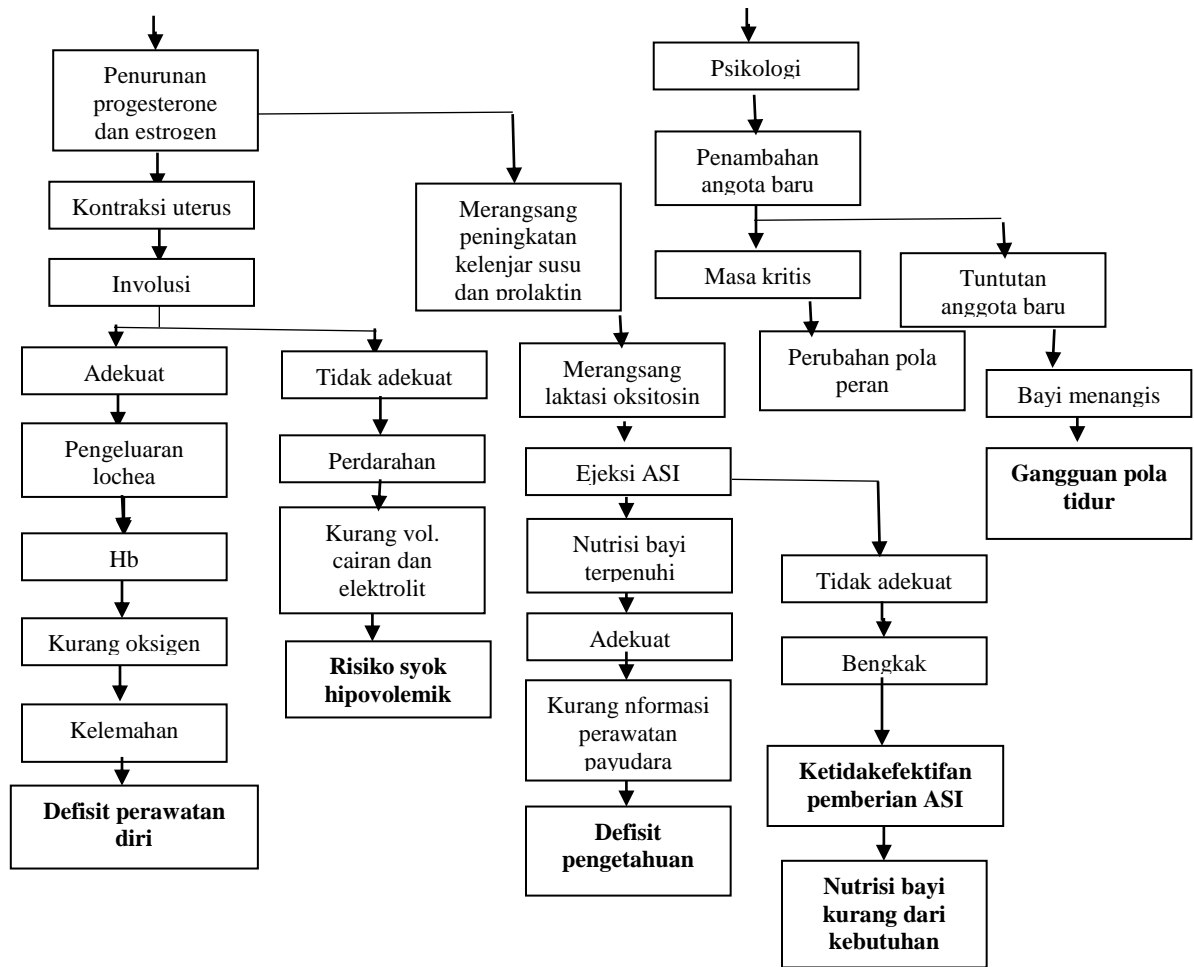 Penurunan
progesterone
dan estrogen
Kontraksi uterus
Involusi
Adekuat
Pengeluaran
lochea
Hb
Kurang oksigen
Kelemahan
Defisit perawatan
diri
Tidak adekuat
Perdarahan
Kurang vol.
cairan dan
elektrolit
Risiko syok
hipovolemik
Merangsang
peningkatan
kelenjar susu
dan prolaktin
Merangsang
laktasi oksitosin
Ejeksi ASI
Nutrisi bayi
terpenuhi
Adekuat
Kurang nformasi
perawatan
payudara
Defisit
pengetahuan
Tidak adekuat
Bengkak
Ketidakefektifan
pemberian ASI
Nutrisi bayi
kurang dari
kebutuhan
Psikologi
Penambahan
angota baru
Masa kritis
Perubahan pola
peran
Tuntutan
anggota baru
Bayi menangis
Gangguan pola
tidur